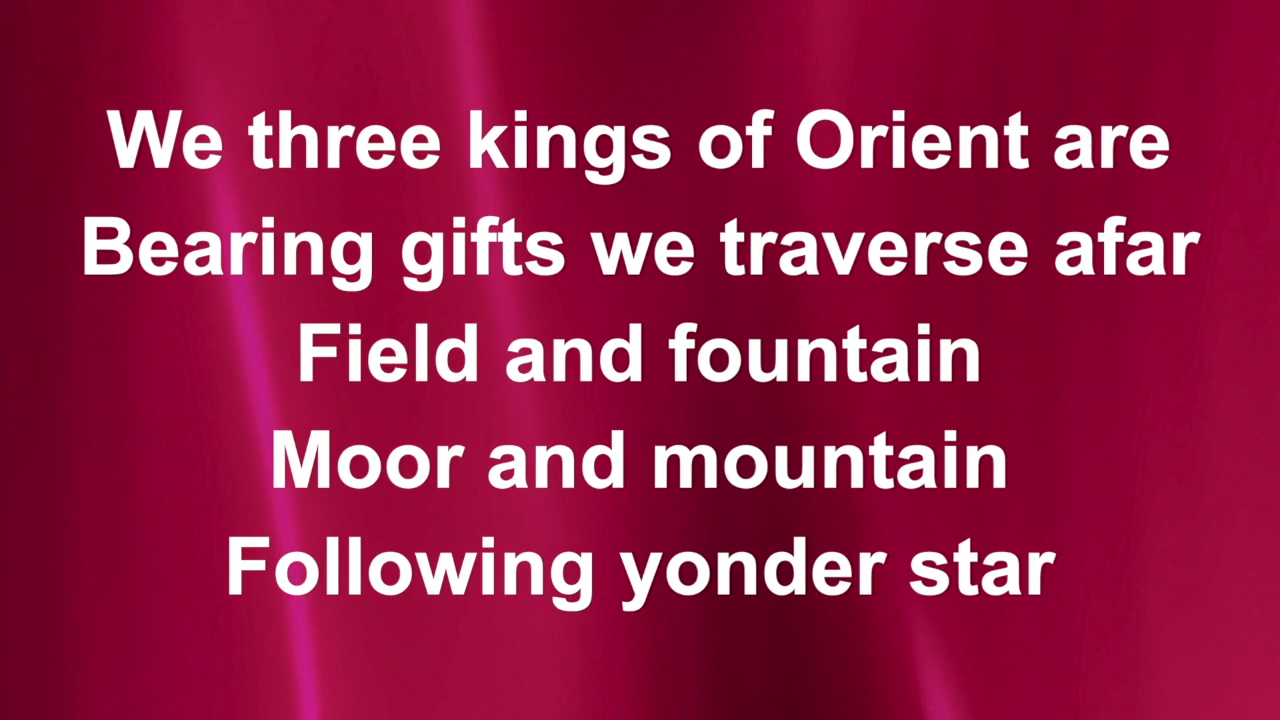 We three kings of Orient are
Bearing gifts we traverse afar
Field and fountain
Moor and mountain
Following yonder star